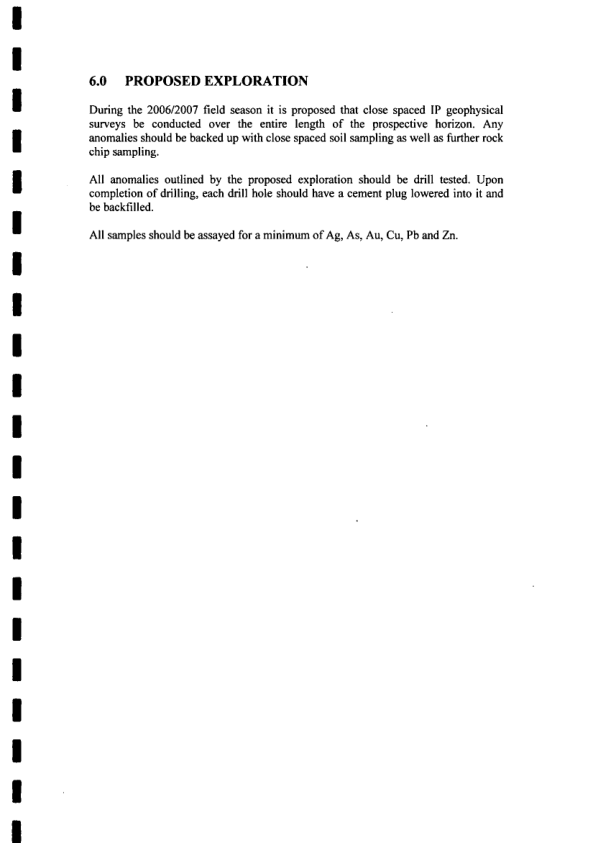 6.0 PROPOSED EXPLORATION
During the 2006/2007 field season it is proposed that close spaced IP geophysical
surveys be conducted over the entire length of the prospective horizon. Any
anomalies should be backed up with close spaced soil sampling as well as further rock
chip sampling.
All anomalies outlined by the proposed exploration should be drill tested. Upon
completion of drilling, each drill hole should have a cement plug lowered into it and
be backfilled.
All samples should be assayed for a minimum of Ag, As, Au, Cu, Pb and Zn.